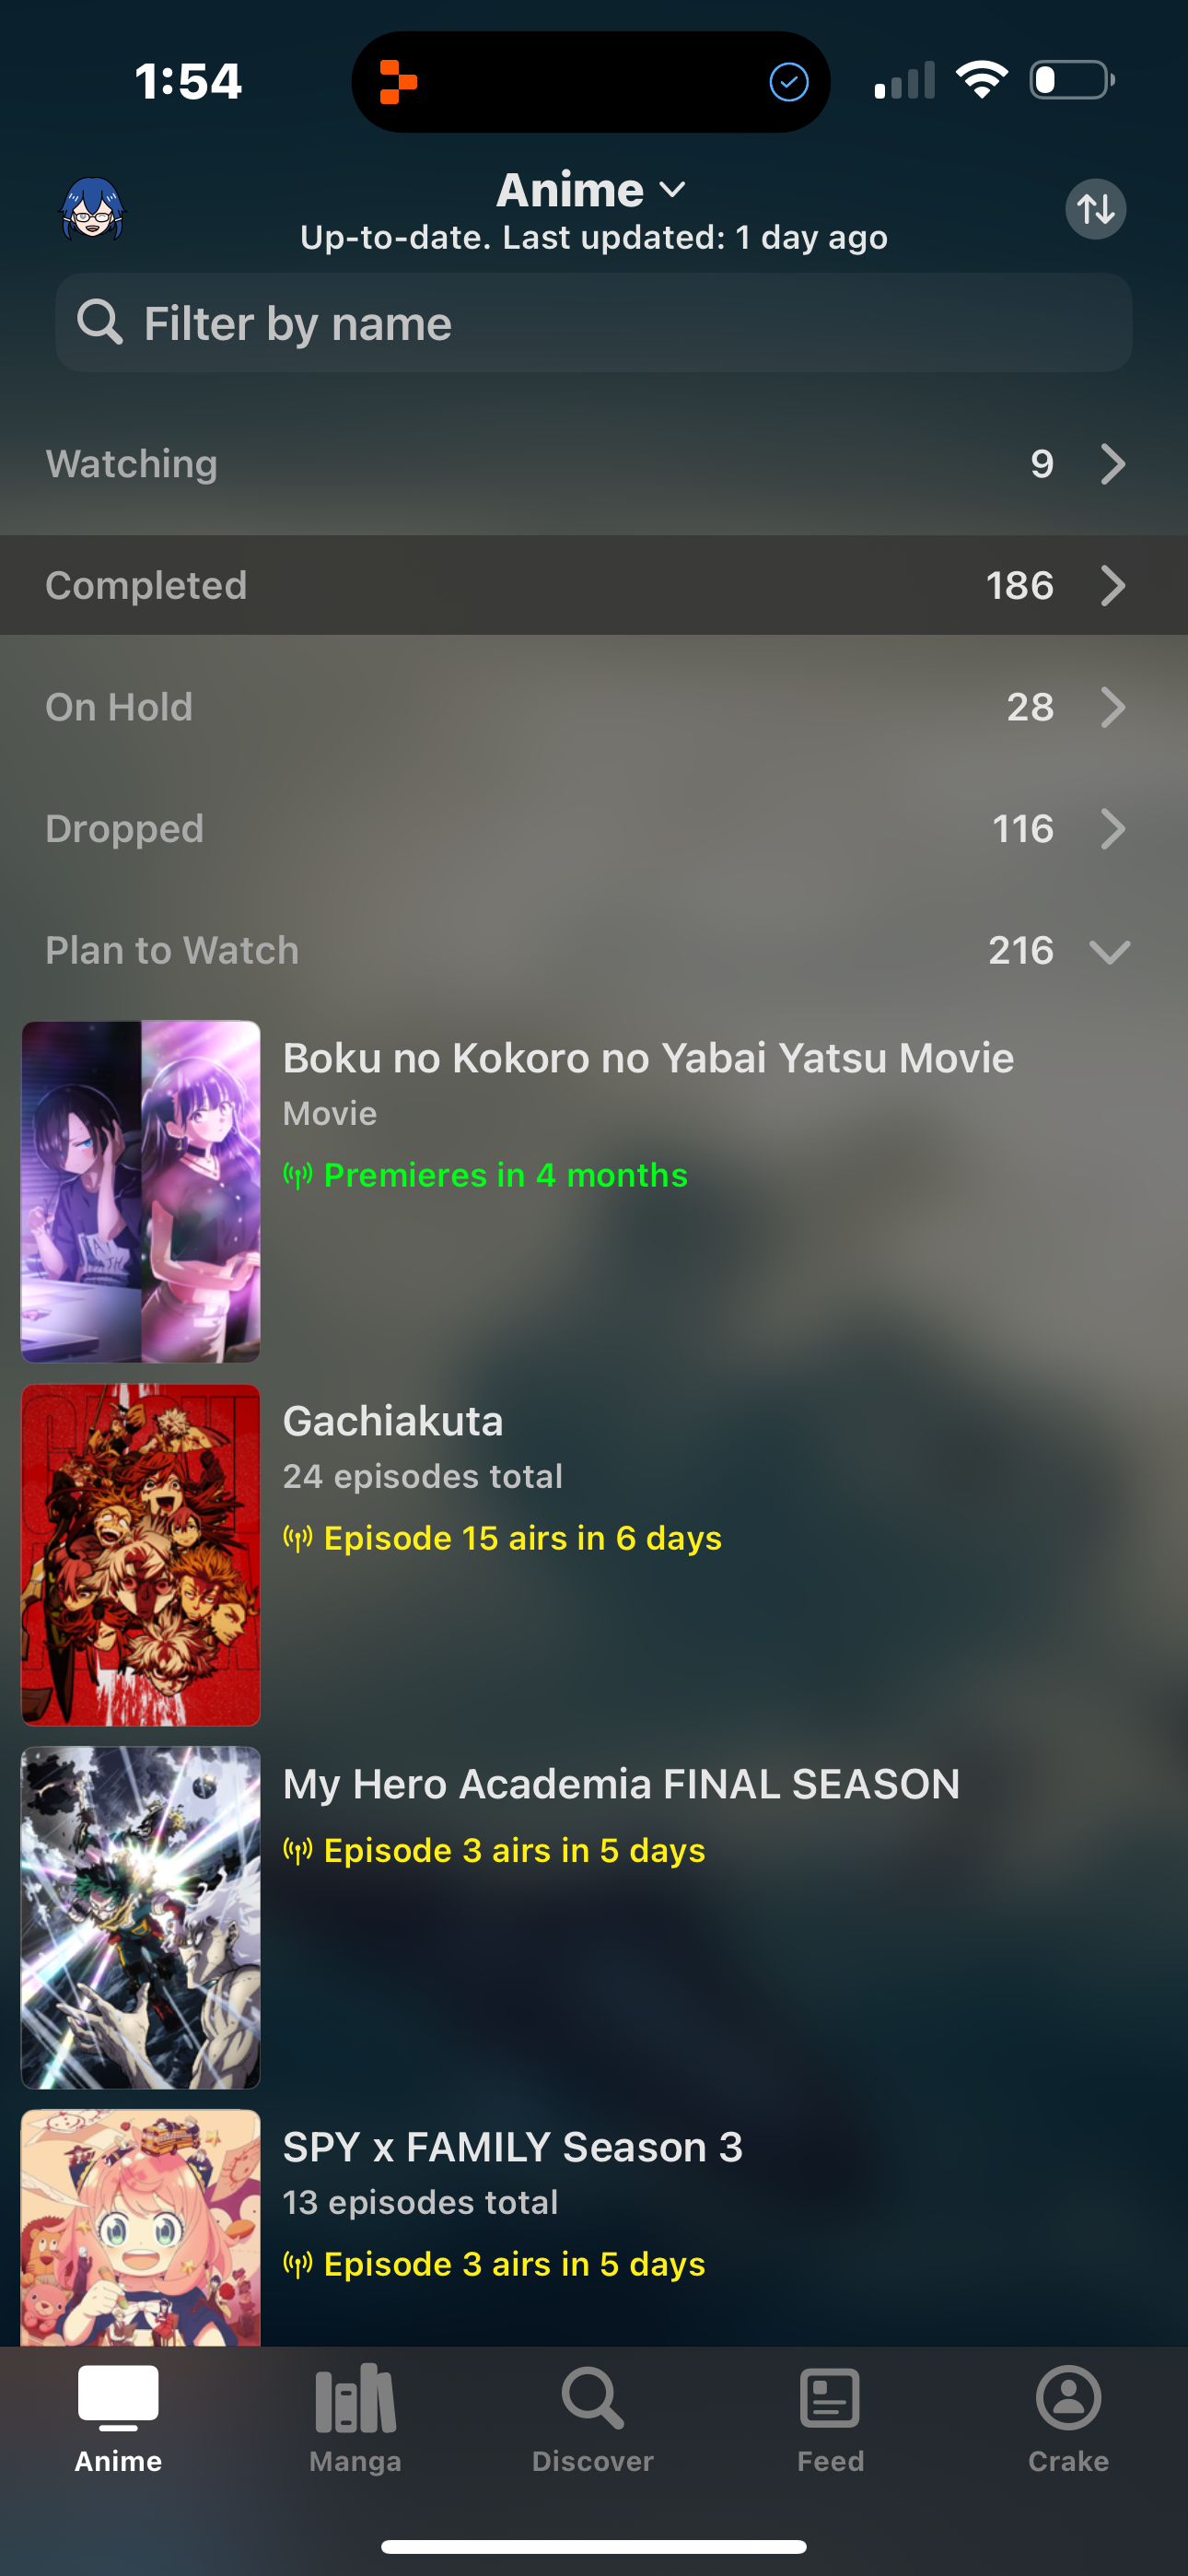 1:54
Anime
Up-to-date. Last updated: 1 day ago
Filter by name
Watching 9
Completed 186
On Hold 28
Dropped 116
Plan to Watch 216
Boku no Kokoro no Yabai Yatsu Movie
Movie
Premieres in 4 months
Gachiakuta
24 episodes total
Episode 15 airs in 6 days
My Hero Academia FINAL SEASON
Episode 3 airs in 5 days
SPY x FAMILY Season 3
13 episodes total
Episode 3 airs in 5 days
Anime Manga Discover Feed Crake